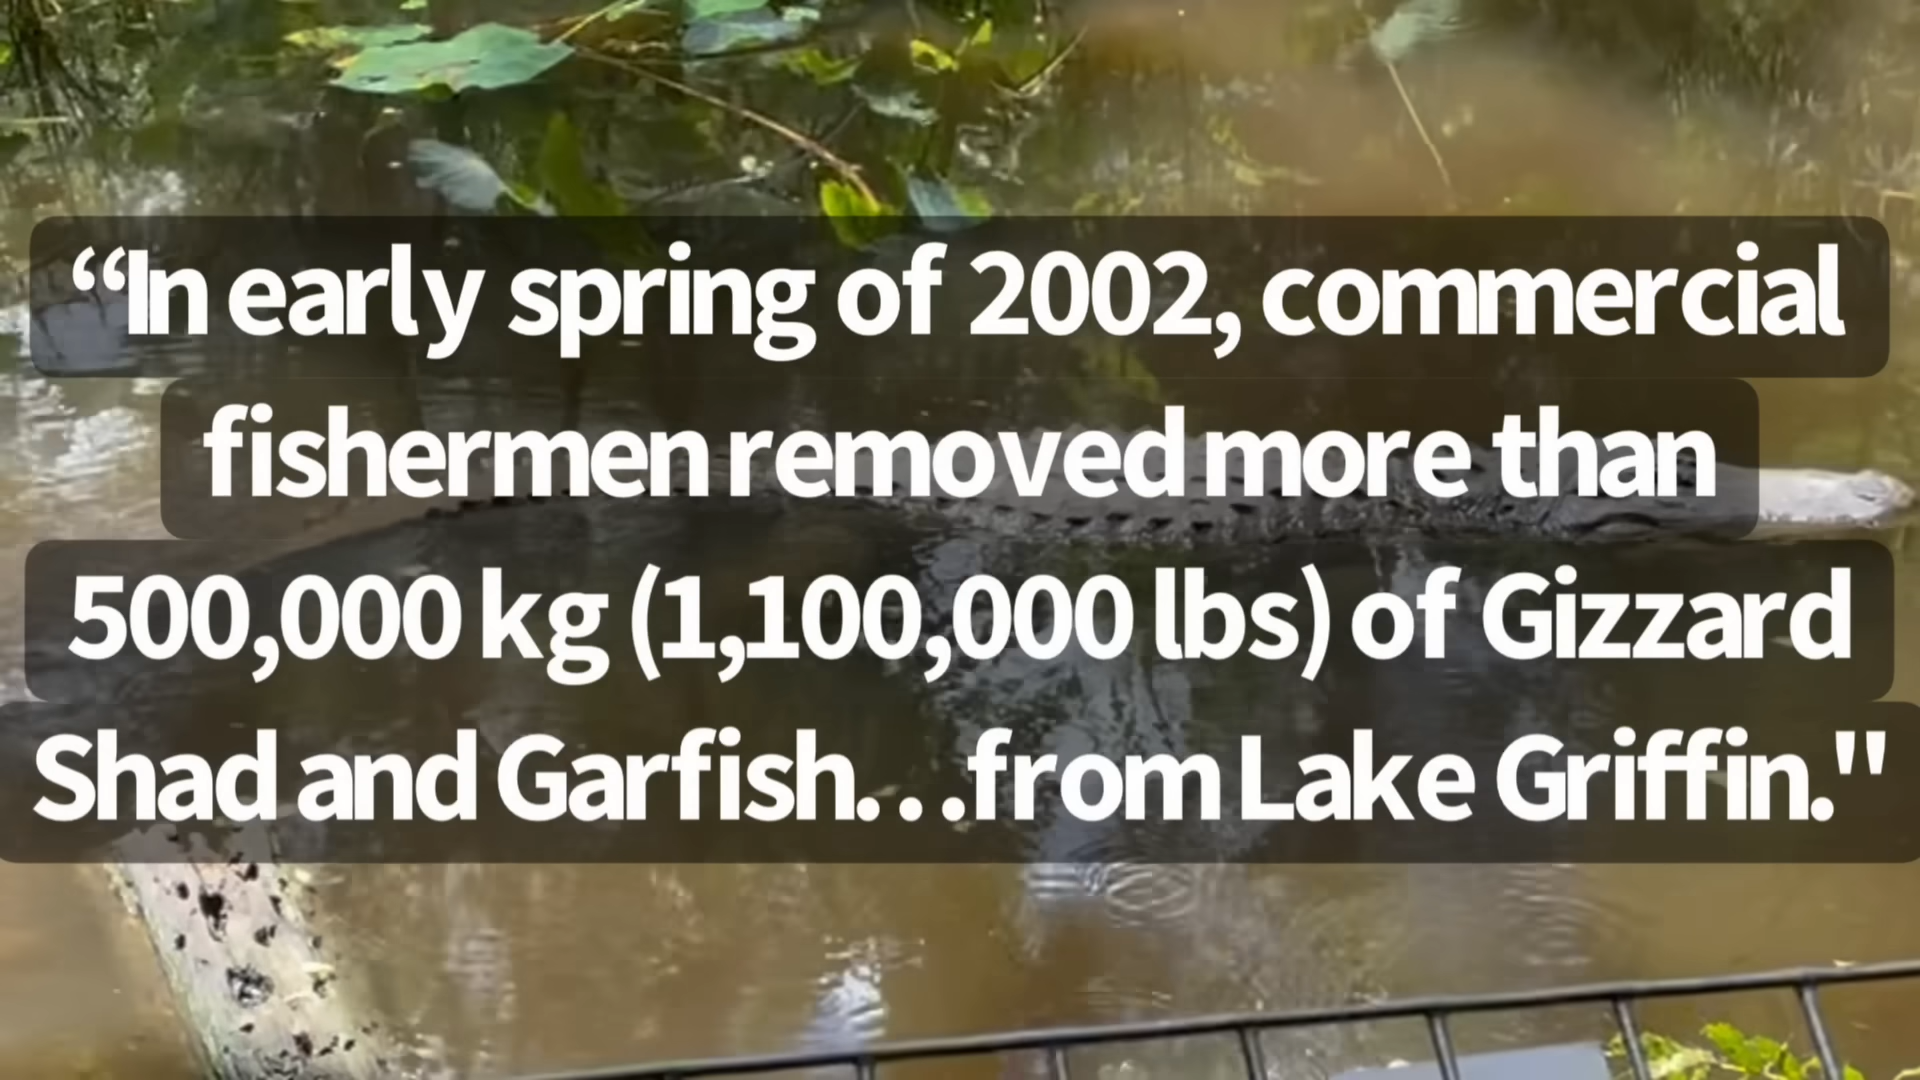 “In early spring of 2002, commercial
fishermen removed more than
500,000 kg (1,100,000 lbs) of Gizzard
Shad and Garfish…from Lake Griffin."